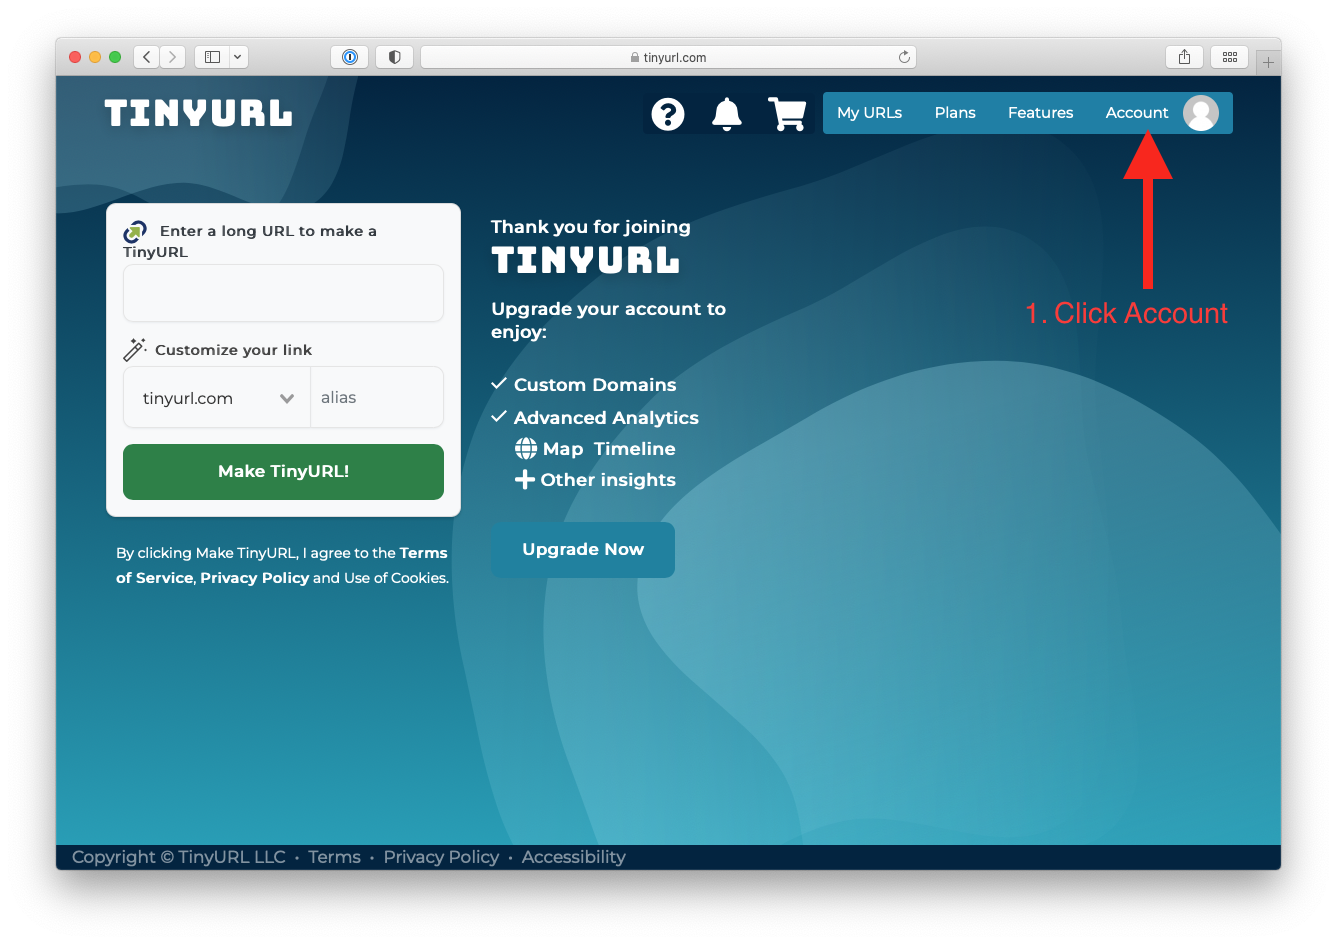 tinyurl.com
TINYURL
My URLs Plans Features Account
1. Click Account
Enter a long URL to make a
TinyURL
Customize your link
tinyurl.com alias
Make TinyURL!
By clicking Make TinyURL, I agree to the Terms
of Service, Privacy Policy and Use of Cookies.
Thank you for joining
TINYURL
Upgrade your account to
enjoy:
Custom Domains
Advanced Analytics
Map Timeline
Other insights
Upgrade Now
Copyright © TinyURL LLC • Terms • Privacy Policy • Accessibility